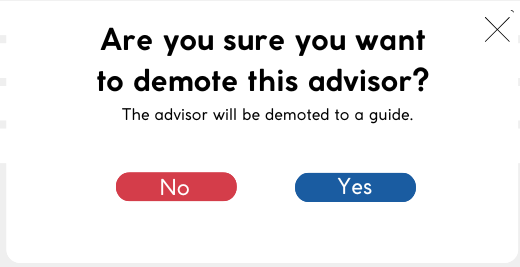 Are you sure you want
to demote this advisor?
The advisor will be demoted to a guide.
No
Yes